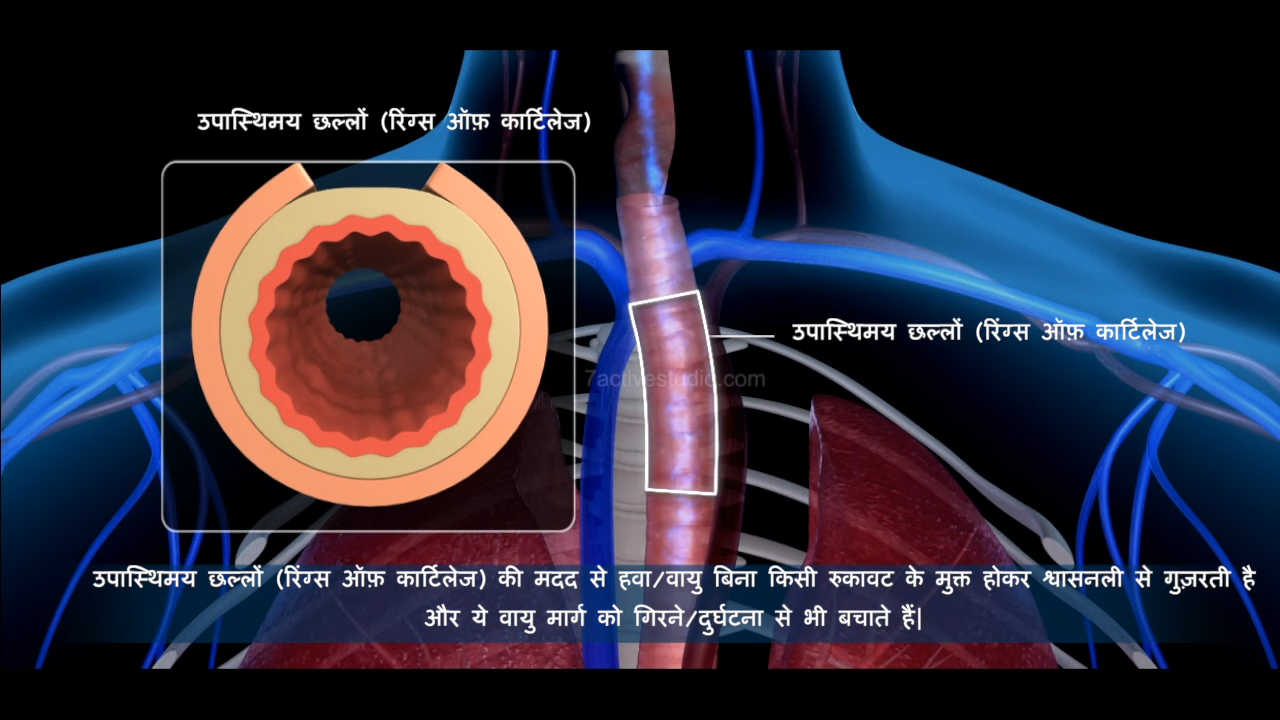 उपास्थिमय छल्लों (रिंग्स ऑफ़ कार्टिलेज)
उपास्थिमय छल्लों (रिंग्स ऑफ़ कार्टिलेज)
7activestudio.com
उपास्थिमय छल्लों (रिंग्स ऑफ़ कार्टिलेज) की मदद से हवा/वायु बिना किसी रुकावट के मुक्त होकर श्वासनली से गुज़रती है
और ये वायु मार्ग को गिरने/दुर्घटना से भी बचाते हैं|